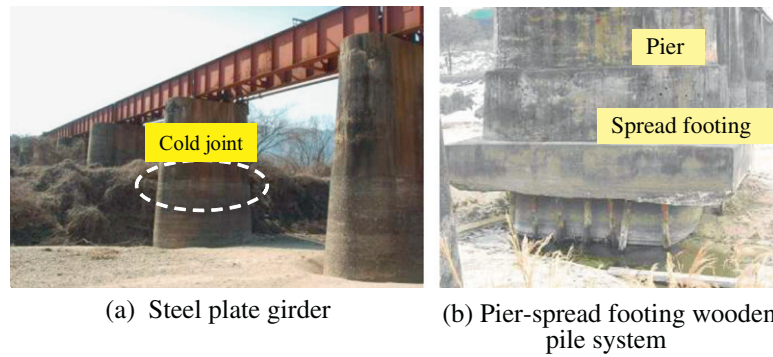 Cold joint
Pier
Spread footing
(a) Steel plate girder
(b) Pier-spread footing wooden
pile system